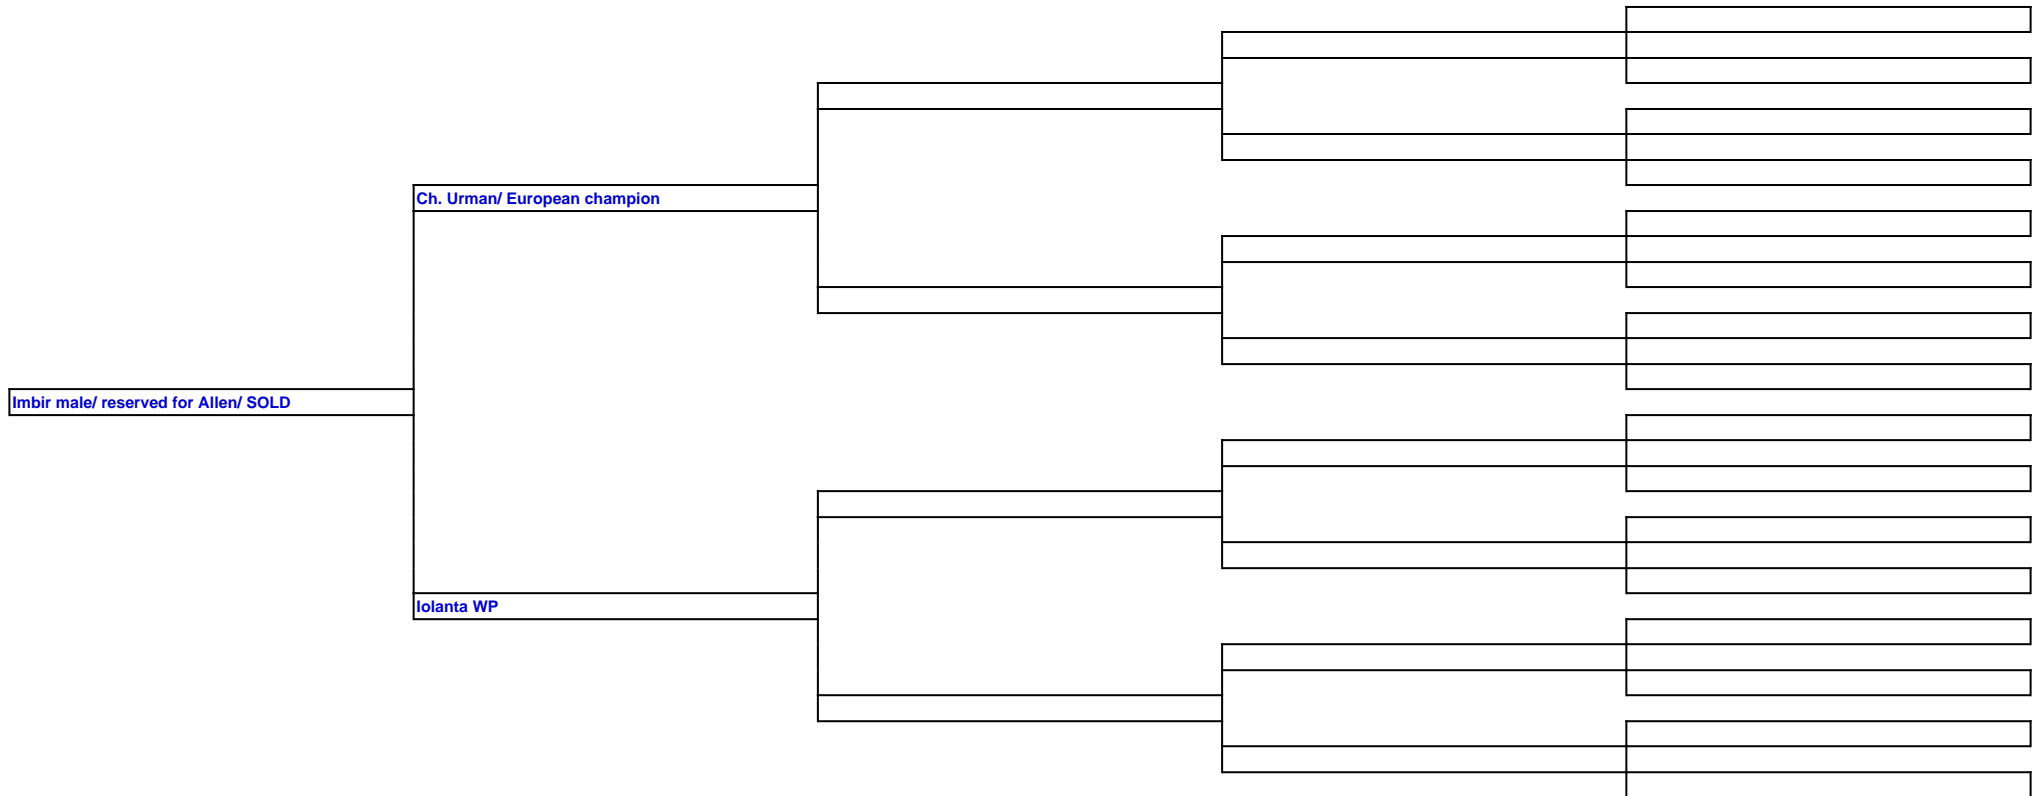 Ch. Urman/ European champion
Imbir male/ reserved for Allen/ SOLD
Iolanta WP